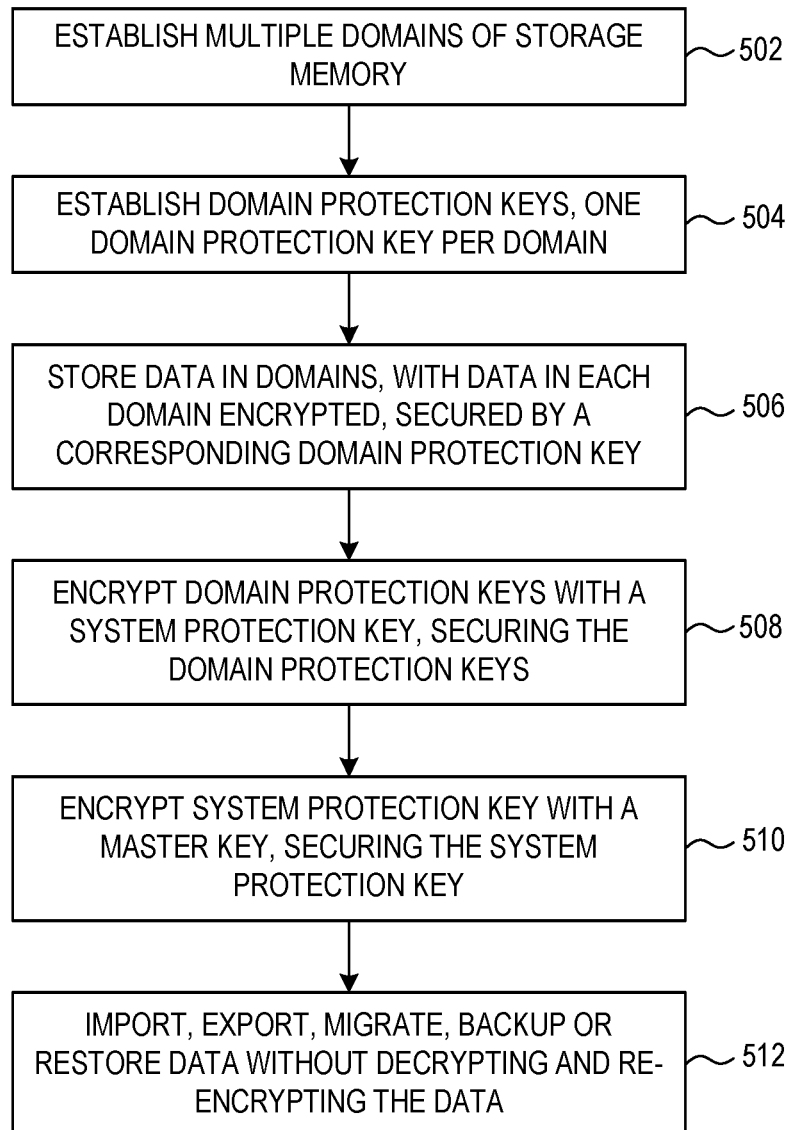 ESTABLISH MULTIPLE DOMAINS OF STORAGE
MEMORY
502
ESTABLISH DOMAIN PROTECTION KEYS, ONE
DOMAIN PROTECTION KEY PER DOMAIN
504
STORE DATA IN DOMAINS, WITH DATA IN EACH
DOMAIN ENCRYPTED, SECURED BY A
CORRESPONDING DOMAIN PROTECTION KEY
506
ENCRYPT DOMAIN PROTECTION KEYS WITH A
SYSTEM PROTECTION KEY, SECURING THE
DOMAIN PROTECTION KEYS
508
ENCRYPT SYSTEM PROTECTION KEY WITH A
MASTER KEY, SECURING THE SYSTEM
PROTECTION KEY
510
IMPORT, EXPORT, MIGRATE, BACKUP OR
RESTORE DATA WITHOUT DECRYPTING AND RE-
ENCRYPTING THE DATA
512